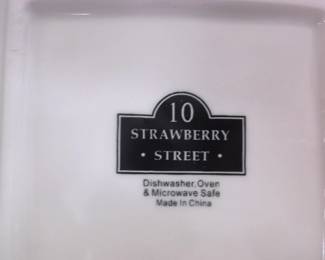 10
STRAWBERRY
• STREET •
Dishwasher, Oven
& Microwave Safe
Made In China